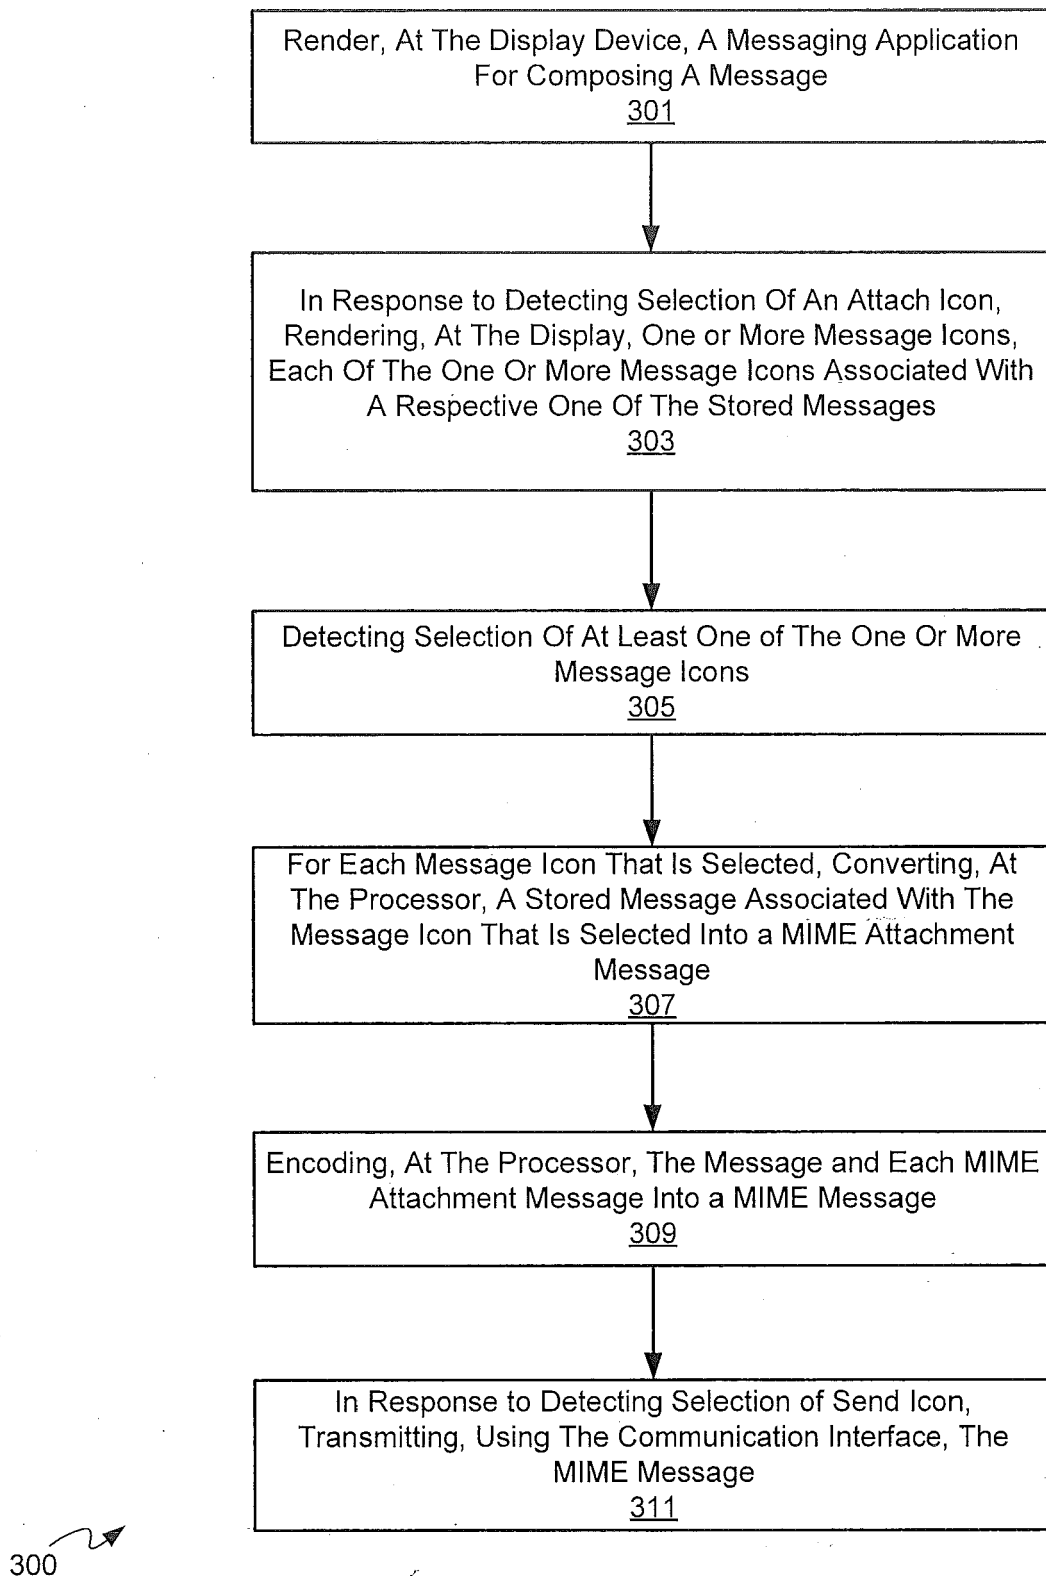 Render, At The Display Device, A Messaging Application
For Composing A Message
301
In Response to Detecting Selection Of An Attach Icon,
Rendering, At The Display, One or More Message Icons,
Each Of The One Or More Message Icons Associated With
A Respective One Of The Stored Messages
303
Detecting Selection Of At Least One of The One Or More
Message Icons
305
For Each Message Icon That Is Selected, Converting, At
The Processor, A Stored Message Associated With The
Message Icon That Is Selected Into a MIME Attachment
Message
307
Encoding, At The Processor, The Message and Each MIME
Attachment Message Into a MIME Message
309
In Response to Detecting Selection of Send Icon,
Transmitting, Using The Communication Interface, The
MIME Message
311
300